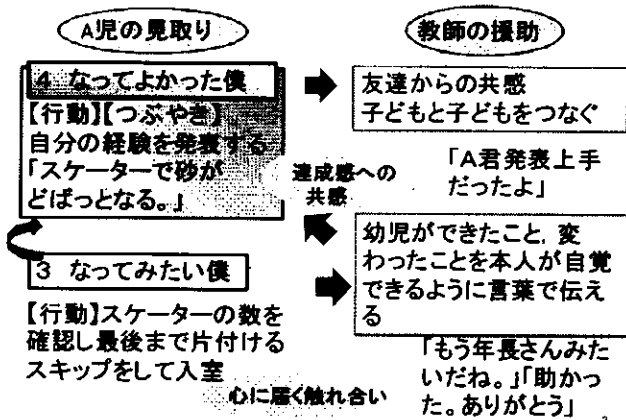 A児の見取り
教師の援助
4 なってよかった僕
【行動】【つぶやき】
自分の経験を発表する
「スケーターで砂が
どばっとなる。」
友達からの共感
子どもと子どもをつなぐ
「A君発表上手
だったよ」
達成感への
共感
3 なってみたい僕
【行動】スケーターの数を
確認し最後まで片付ける
スキップをして入室
幼児ができたこと, 変
わったことを本人が自覚
できるように言葉で伝え
る
「もう年長さんみた
いだね。」「助かっ
た。ありがとう」
心に届く触れ合い